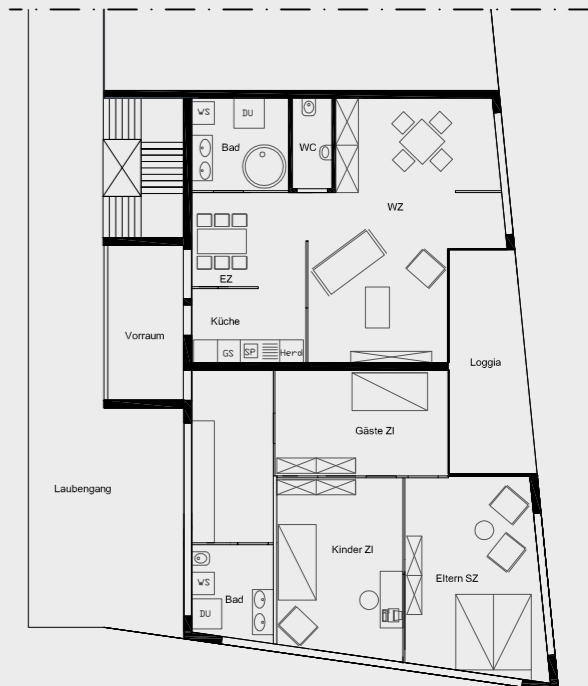 WS
DU
Bad
WC
WZ
EZ
Küche
GS
SP
Herd
Vorraum
Loggia
Gäste ZI
Laubengang
Kinder ZI
Eltern SZ
WS
Bad
DU